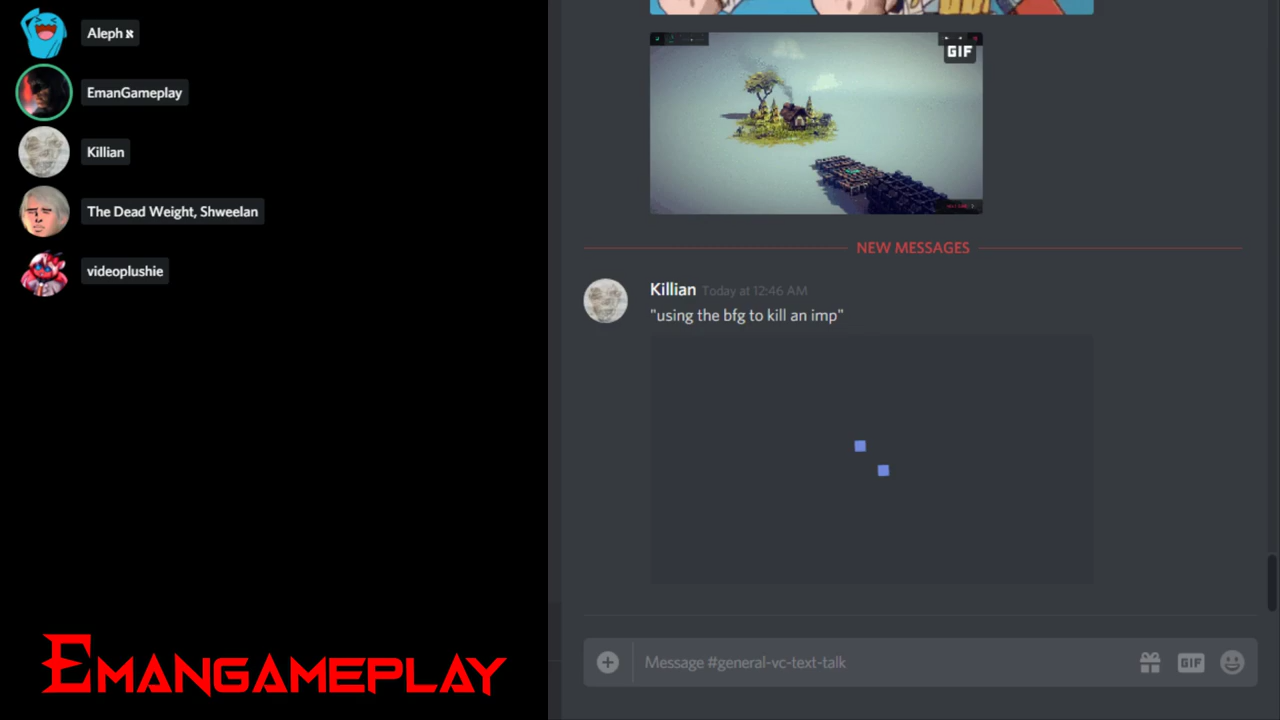 Aleph א
EmanGameplay
Killian
The Dead Weight, Shweelan
videoplushie
EMANGAMEPLAY
GIF
NEW MESSAGES
Killian Today at 12:46 AM
"using the bfg to kill an imp"
Message #general-vc-text-talk
GIF